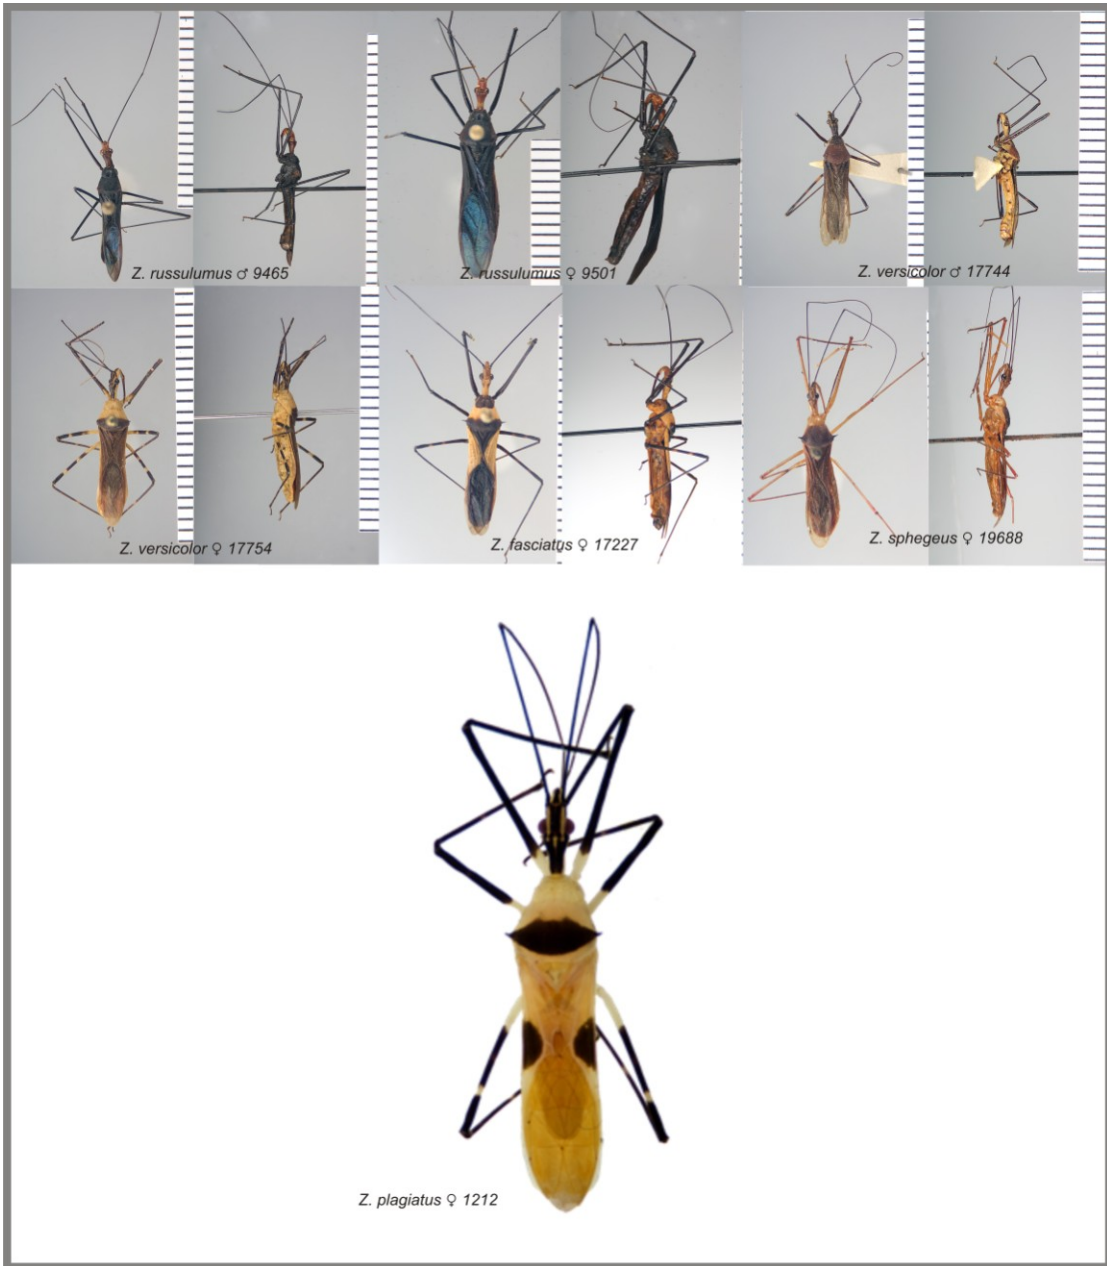 Z. russulumus ♂ 9465
Z. russulumus ♀ 9501
Z. versicolor ♂ 17744
Z. versicolor ♀ 17754
Z. fasciatus ♀ 17227
Z. sphegeus ♀ 19688
Z. plagiatus ♀ 1212